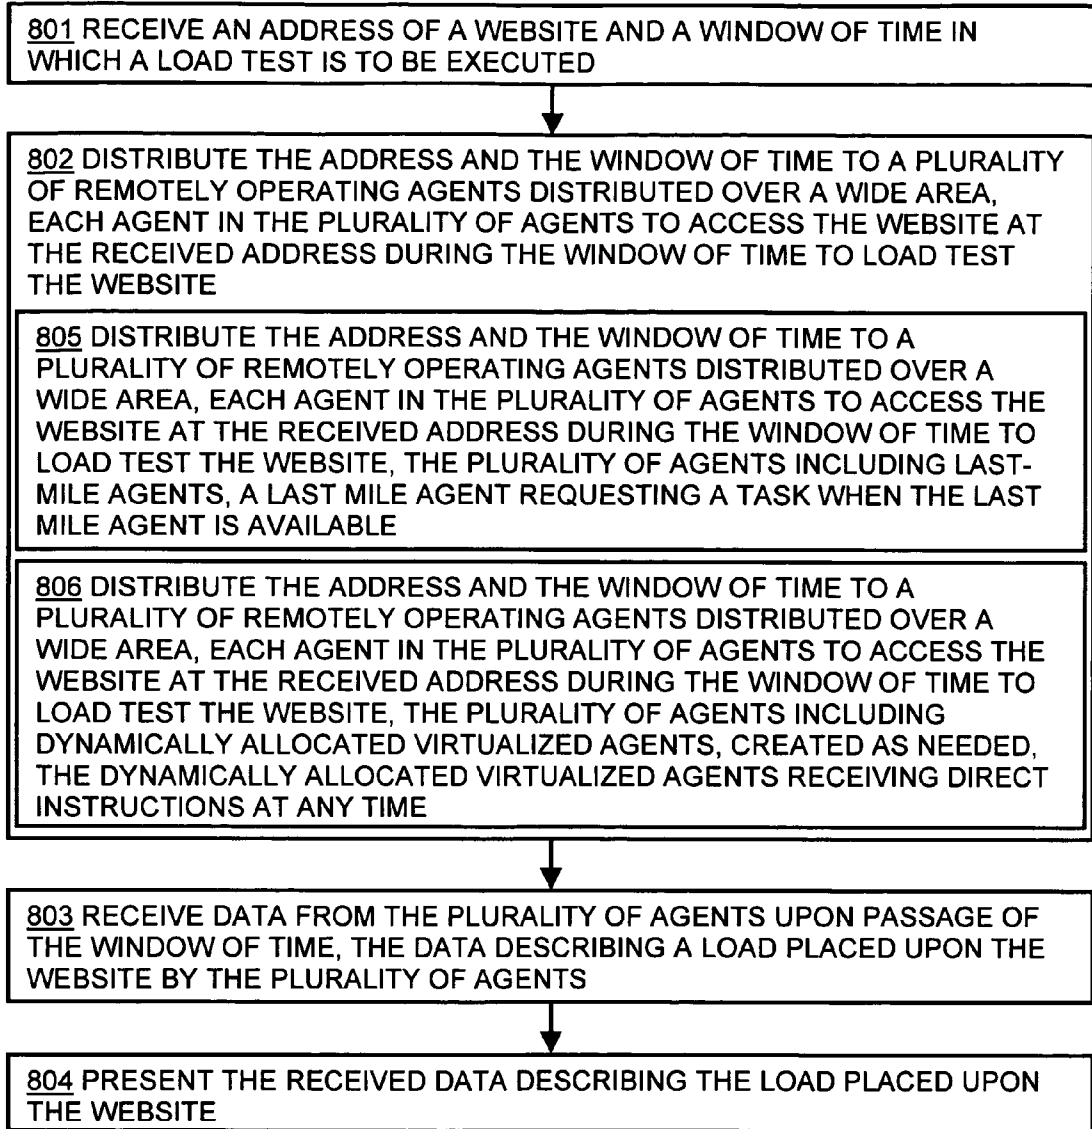 801 RECEIVE AN ADDRESS OF A WEBSITE AND A WINDOW OF TIME IN
WHICH A LOAD TEST IS TO BE EXECUTED
802 DISTRIBUTE THE ADDRESS AND THE WINDOW OF TIME TO A PLURALITY
OF REMOTELY OPERATING AGENTS DISTRIBUTED OVER A WIDE AREA,
EACH AGENT IN THE PLURALITY OF AGENTS TO ACCESS THE WEBSITE AT
THE RECEIVED ADDRESS DURING THE WINDOW OF TIME TO LOAD TEST
THE WEBSITE
805 DISTRIBUTE THE ADDRESS AND THE WINDOW OF TIME TO A
PLURALITY OF REMOTELY OPERATING AGENTS DISTRIBUTED OVER A
WIDE AREA, EACH AGENT IN THE PLURALITY OF AGENTS TO ACCESS THE
WEBSITE AT THE RECEIVED ADDRESS DURING THE WINDOW OF TIME TO
LOAD TEST THE WEBSITE, THE PLURALITY OF AGENTS INCLUDING LAST-
MILE AGENTS, A LAST MILE AGENT REQUESTING A TASK WHEN THE LAST
MILE AGENT IS AVAILABLE
806 DISTRIBUTE THE ADDRESS AND THE WINDOW OF TIME TO A
PLURALITY OF REMOTELY OPERATING AGENTS DISTRIBUTED OVER A
WIDE AREA, EACH AGENT IN THE PLURALITY OF AGENTS TO ACCESS THE
WEBSITE AT THE RECEIVED ADDRESS DURING THE WINDOW OF TIME TO
LOAD TEST THE WEBSITE, THE PLURALITY OF AGENTS INCLUDING
DYNAMICALLY ALLOCATED VIRTUALIZED AGENTS, CREATED AS NEEDED,
THE DYNAMICALLY ALLOCATED VIRTUALIZED AGENTS RECEIVING DIRECT
INSTRUCTIONS AT ANY TIME
803 RECEIVE DATA FROM THE PLURALITY OF AGENTS UPON PASSAGE OF
THE WINDOW OF TIME, THE DATA DESCRIBING A LOAD PLACED UPON THE
WEBSITE BY THE PLURALITY OF AGENTS
804 PRESENT THE RECEIVED DATA DESCRIBING THE LOAD PLACED UPON
THE WEBSITE